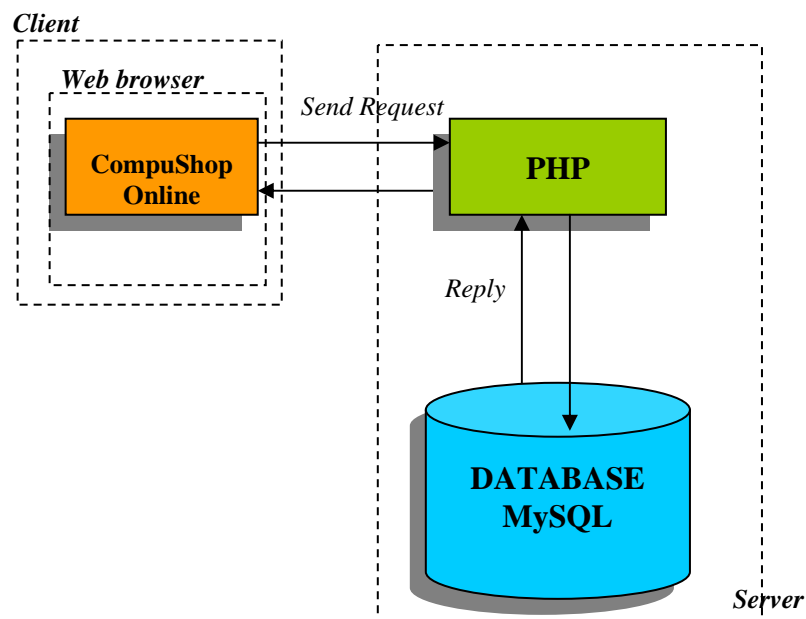 Client
Web browser
Send Request
CompuShop
Online
PHP
Reply
DATABASE
MySQL
Server